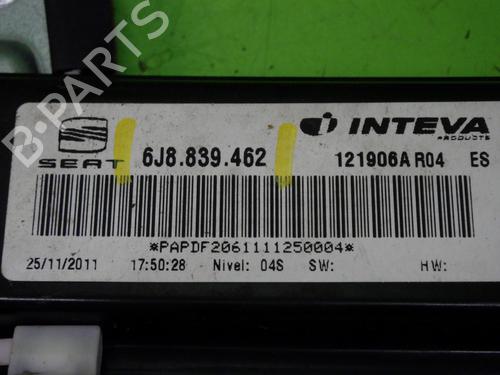 B-PARTS
SEAT 6J8.839.462 INTEVA PRODUCTS
121906A R04 ES
*PAPDF2061111250004*
25/11/2011 17:50:28 Nivel: 04S SW: HW: